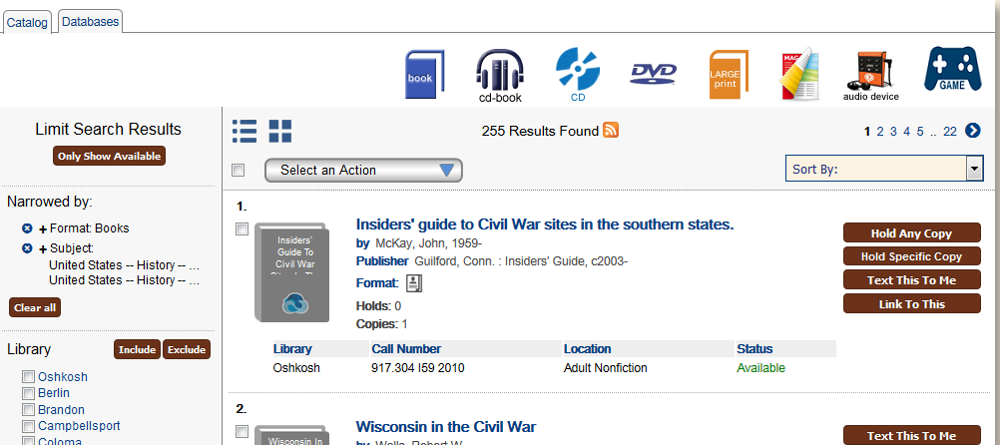 Catalog Databases
book cd-book CD DVD LARGE print MAG audio device GAME
Limit Search Results
Only Show Available
255 Results Found
1 2 3 4 5 .. 22
Select an Action
Sort By:
Narrowed by:
+ Format: Books
+ Subject:
United States -- History -- ...
United States -- History -- ...
Clear all
Library Include Exclude
Oshkosh
Berlin
Brandon
Campbellsport
Coloma
1.
Insiders' Guide To Civil War
Insiders' guide to Civil War sites in the southern states.
by McKay, John, 1959-
Publisher Guilford, Conn. : Insiders' Guide, c2003-
Format:
Holds: 0
Copies: 1
Hold Any Copy
Hold Specific Copy
Text This To Me
Link To This
Library Call Number Location Status
Oshkosh 917.304 I59 2010 Adult Nonfiction Available
2.
Wisconsin In
Wisconsin in the Civil War
by Wells, Robert W.
Text This To Me